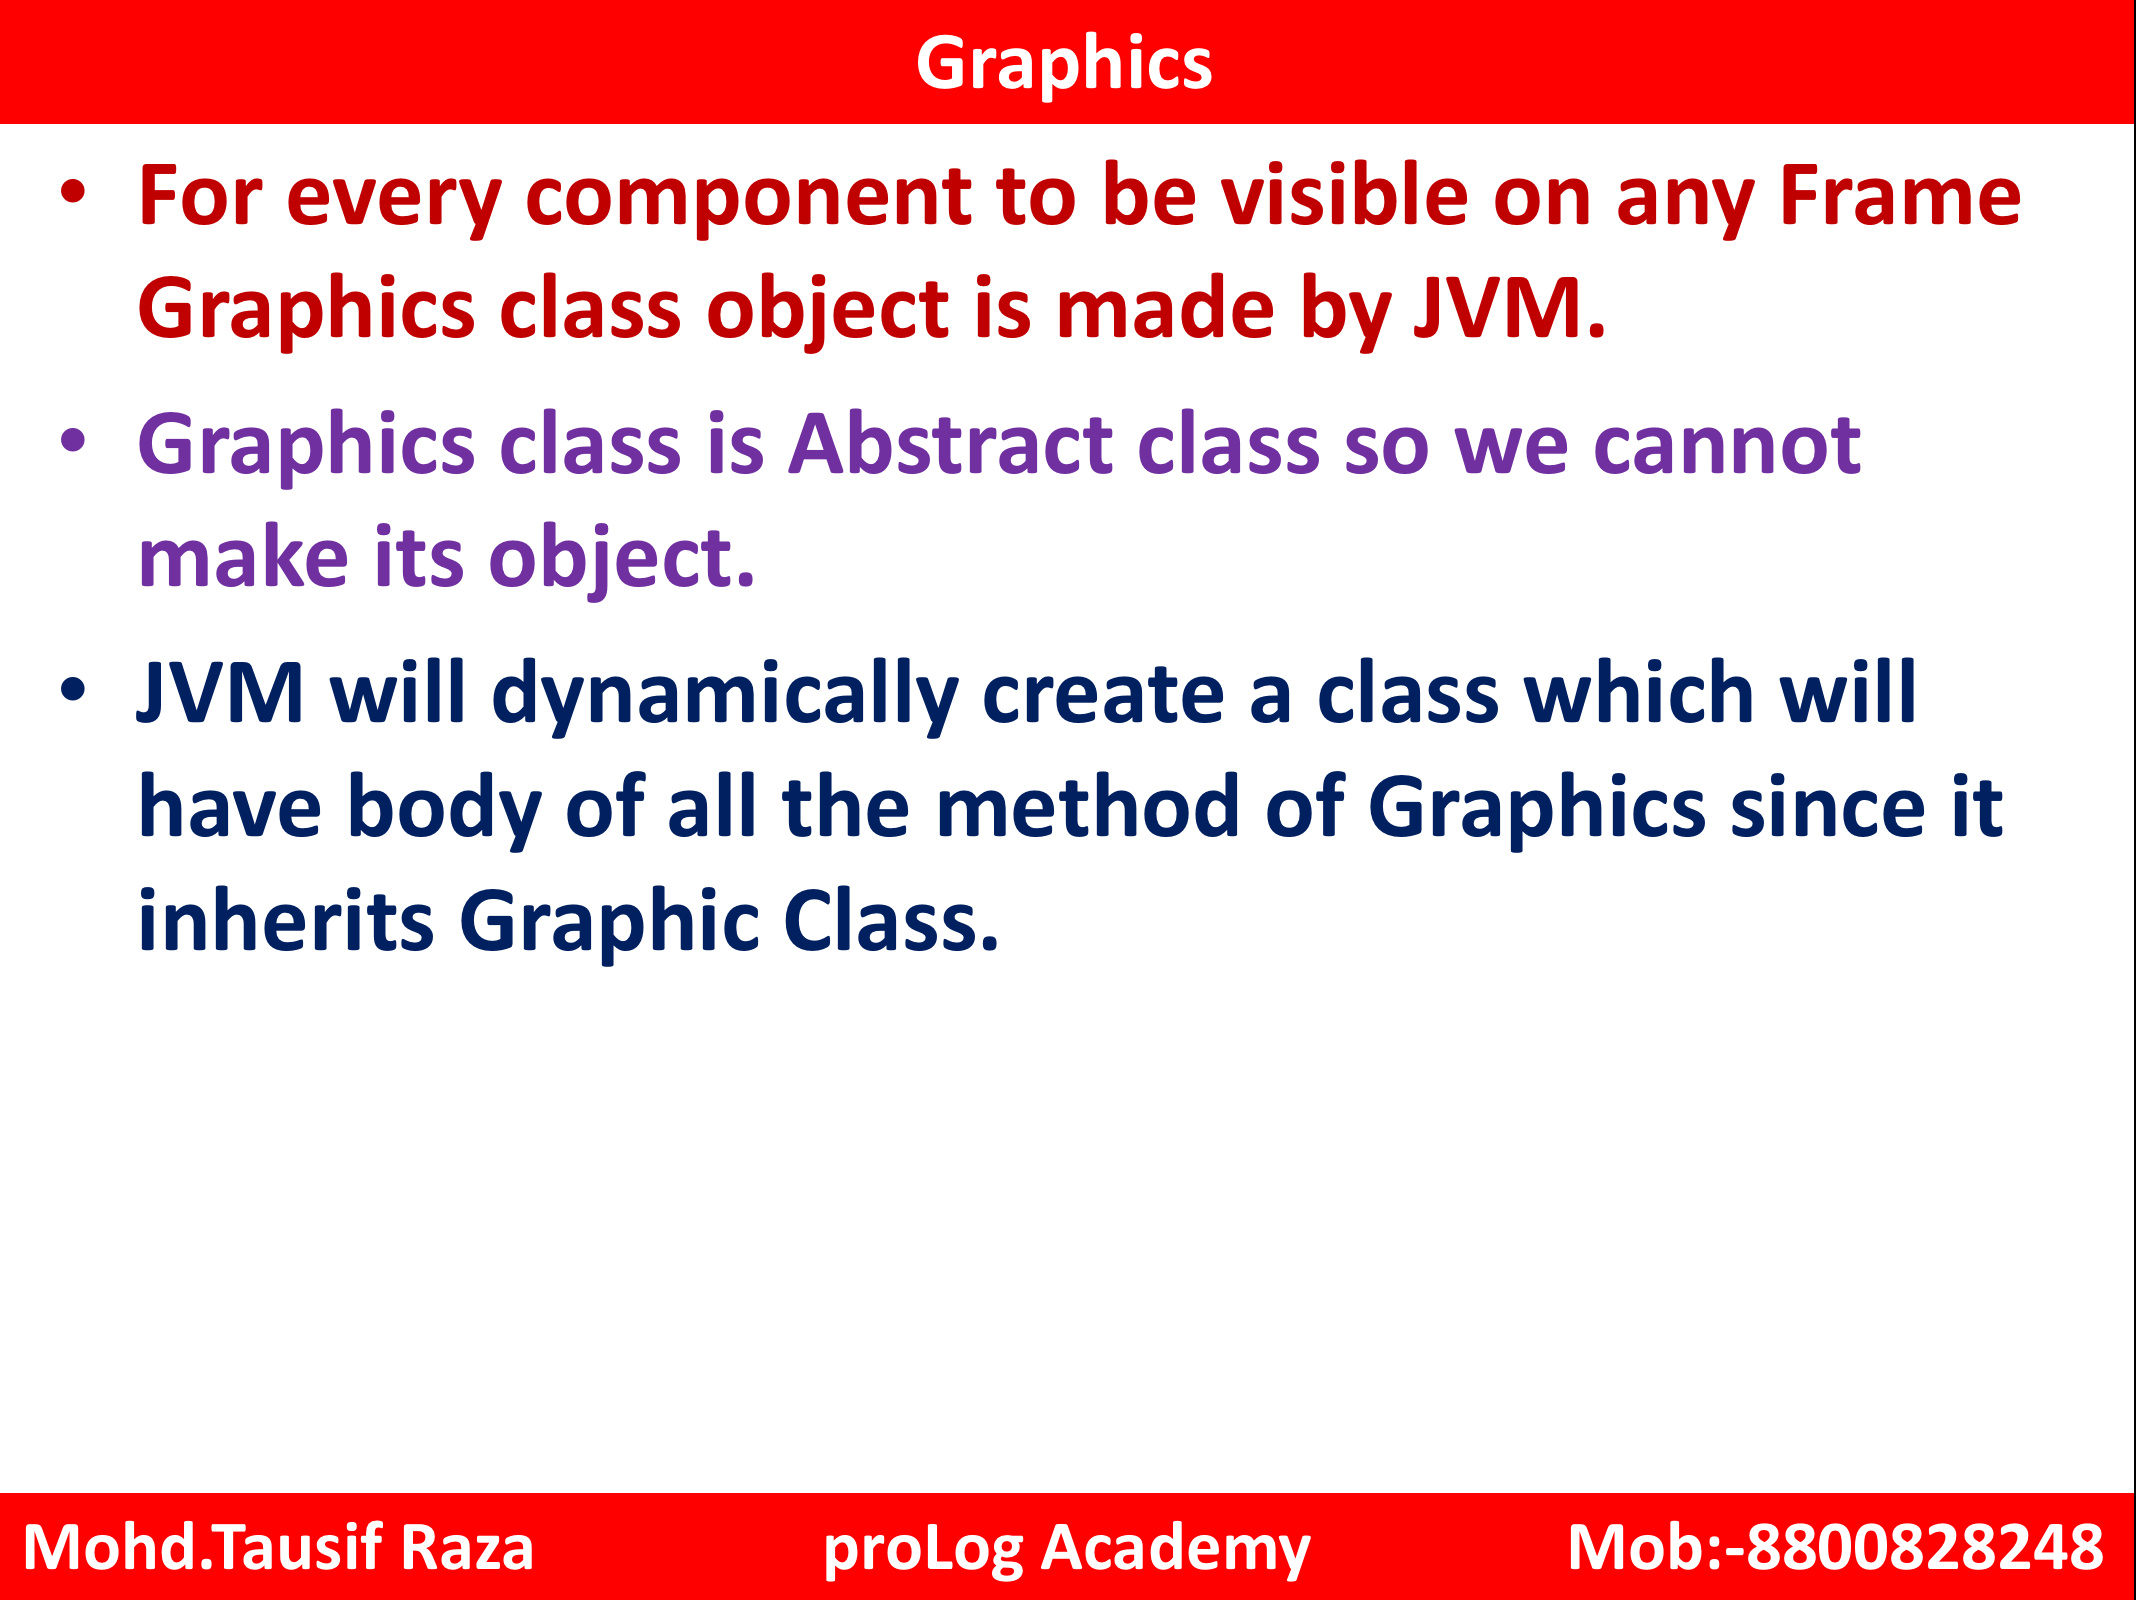 Graphics
• For every component to be visible on any Frame
Graphics class object is made by JVM.
• Graphics class is Abstract class so we cannot
make its object.
• JVM will dynamically create a class which will
have body of all the method of Graphics since it
inherits Graphic Class.
Mohd.Tausif Raza proLog Academy Mob:-8800828248